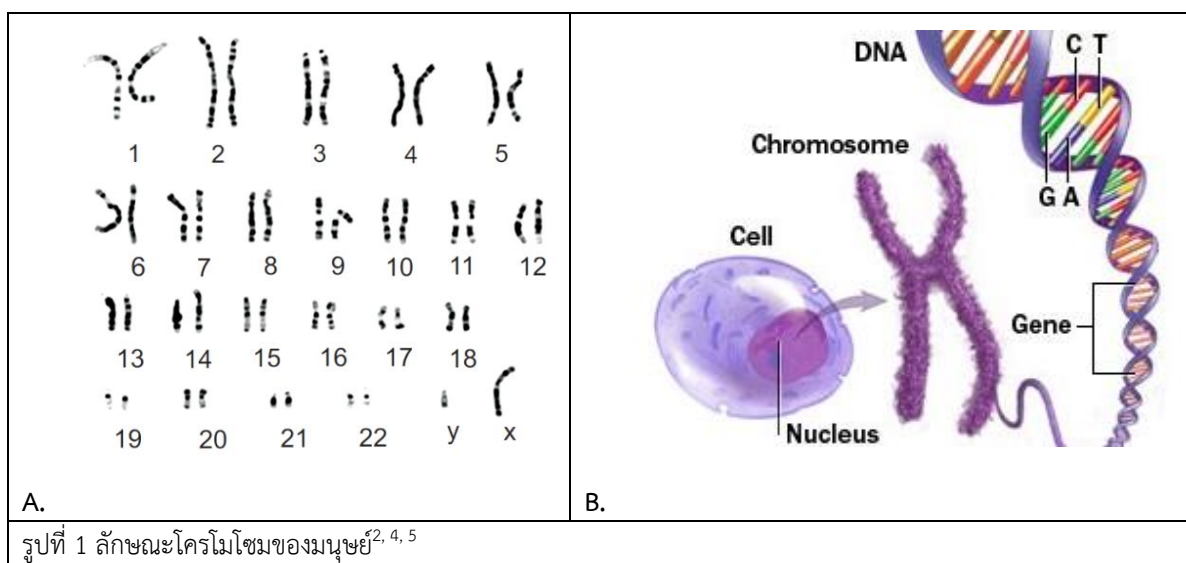 1 2 3 4 5
6 7 8 9 10 11 12
13 14 15 16 17 18
19 20 21 22 y x
A.
DNA
C T
Chromosome
G A
Cell
Gene
Nucleus
B.
รูปที่ 1 ลักษณะโครโมโซมของมนุษย์2, 4, 5